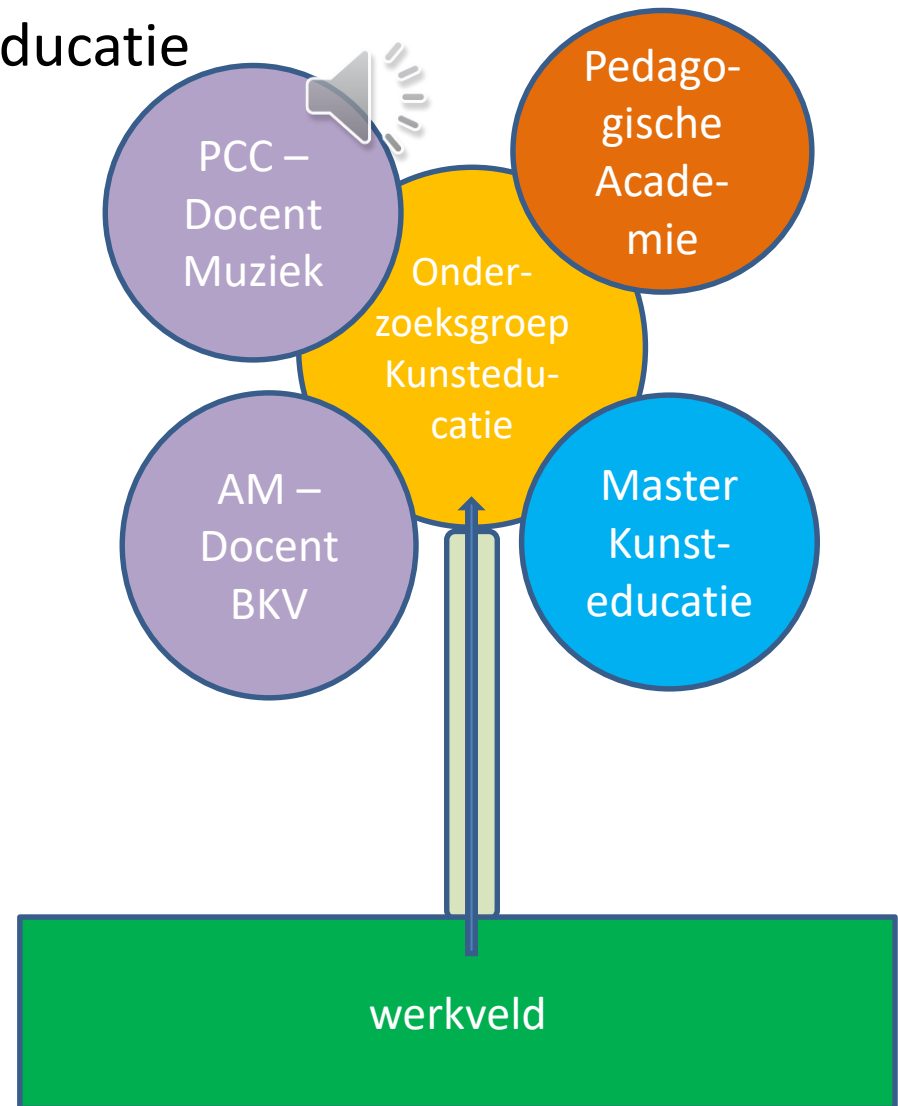 ducatie
PCC –
Docent
Muziek
Pedago-
gische
Acade-
mie
Onder-
zoeksgroep
Kunstedu-
catie
AM –
Docent
BKV
Master
Kunst-
educatie
werkveld